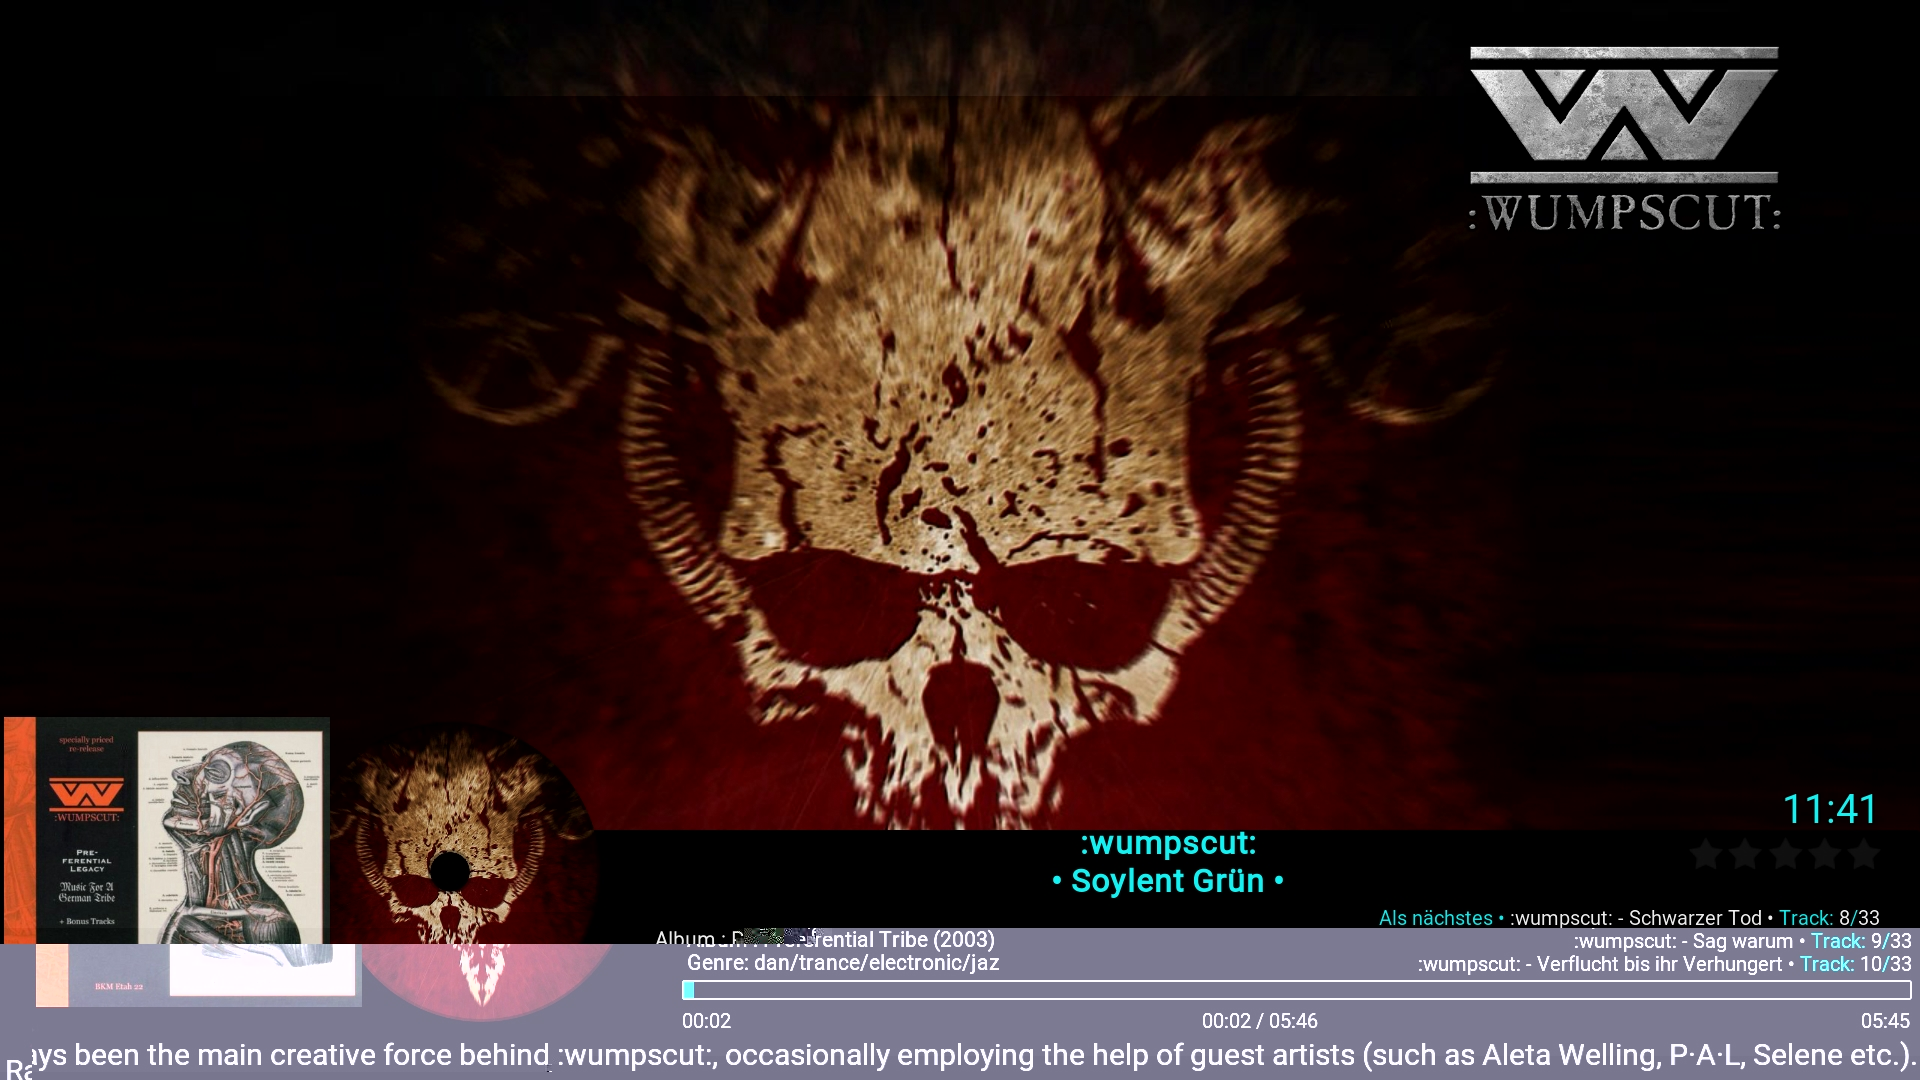 :WUMPSCUT:
specially priced
re-release
:WUMPSCUT:
PRE-
FERENTIAL
LEGACY
Music For A
German Tribe
+ Bonus Tracks
BKM Etah 22
11:41
:wumpscut:
• Soylent Grün •
Als nächstes • :wumpscut: - Schwarzer Tod • Track: 8/33
Album : erential Tribe (2003)
:wumpscut: - Sag warum • Track: 9/33
Genre: dan/trance/electronic/jaz
:wumpscut: - Verflucht bis ihr Verhungert • Track: 10/33
00:02
00:02 / 05:46
05:45
ays been the main creative force behind :wumpscut:, occasionally employing the help of guest artists (such as Aleta Welling, P·A·L, Selene etc.).